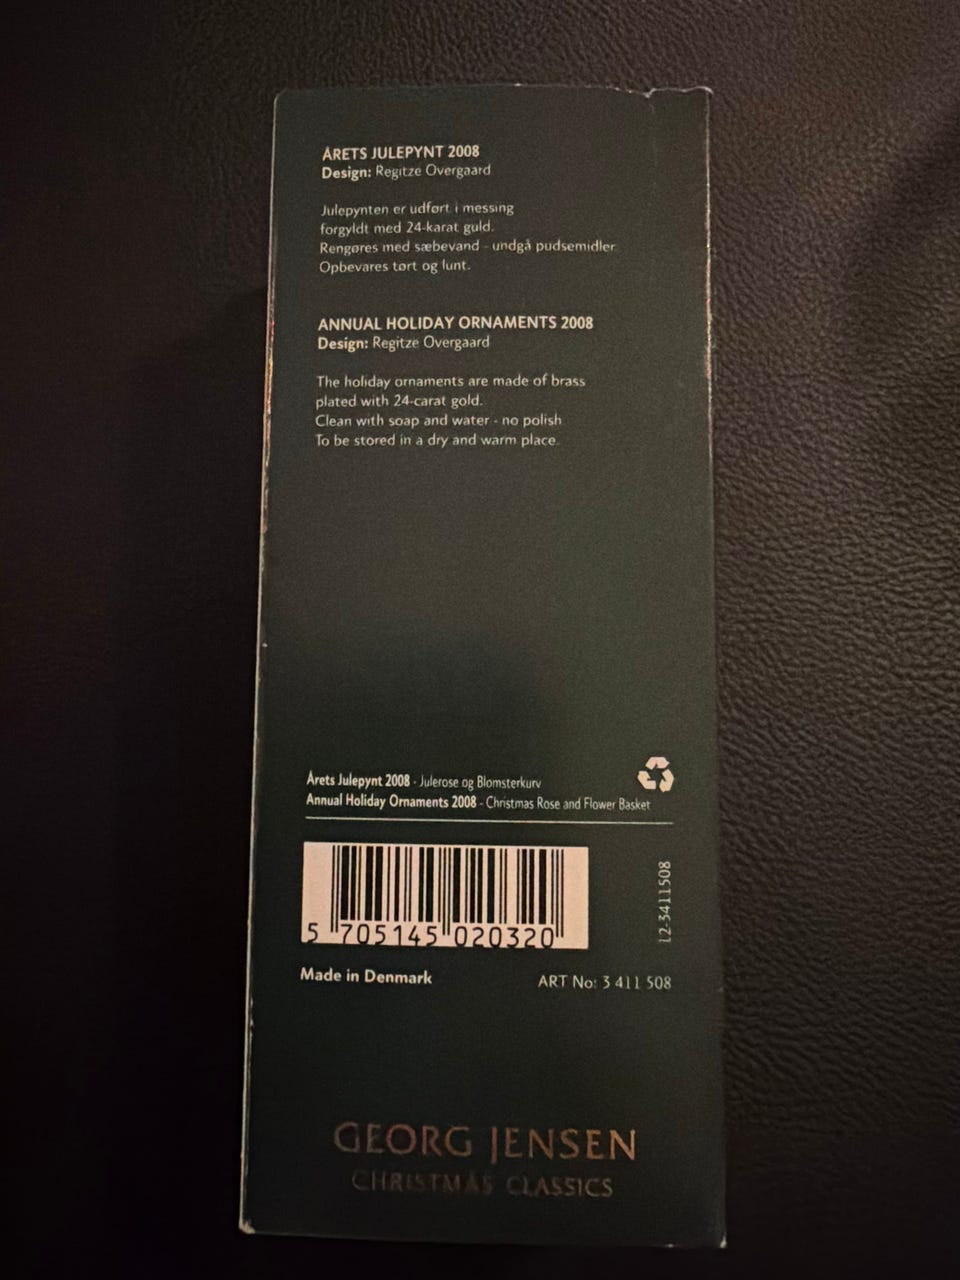 ÅRETS JULEPYNT 2008
Design: Regitze Overgaard
Julepynten er udført i messing
forgyldt med 24-karat guld.
Rengøres med sæbevand - undgå pudsemidler
Opbevares tørt og lunt.
ANNUAL HOLIDAY ORNAMENTS 2008
Design: Regitze Overgaard
The holiday ornaments are made of brass
plated with 24-carat gold.
Clean with soap and water - no polish
To be stored in a dry and warm place.
Årets Julepynt 2008 - Julerose og Blomsterkurv
Annual Holiday Ornaments 2008 - Christmas Rose and Flower Basket
5 705145 020320
12-3411508
Made in Denmark
ART No: 3 411 508
GEORG JENSEN
CHRISTMAS CLASSICS